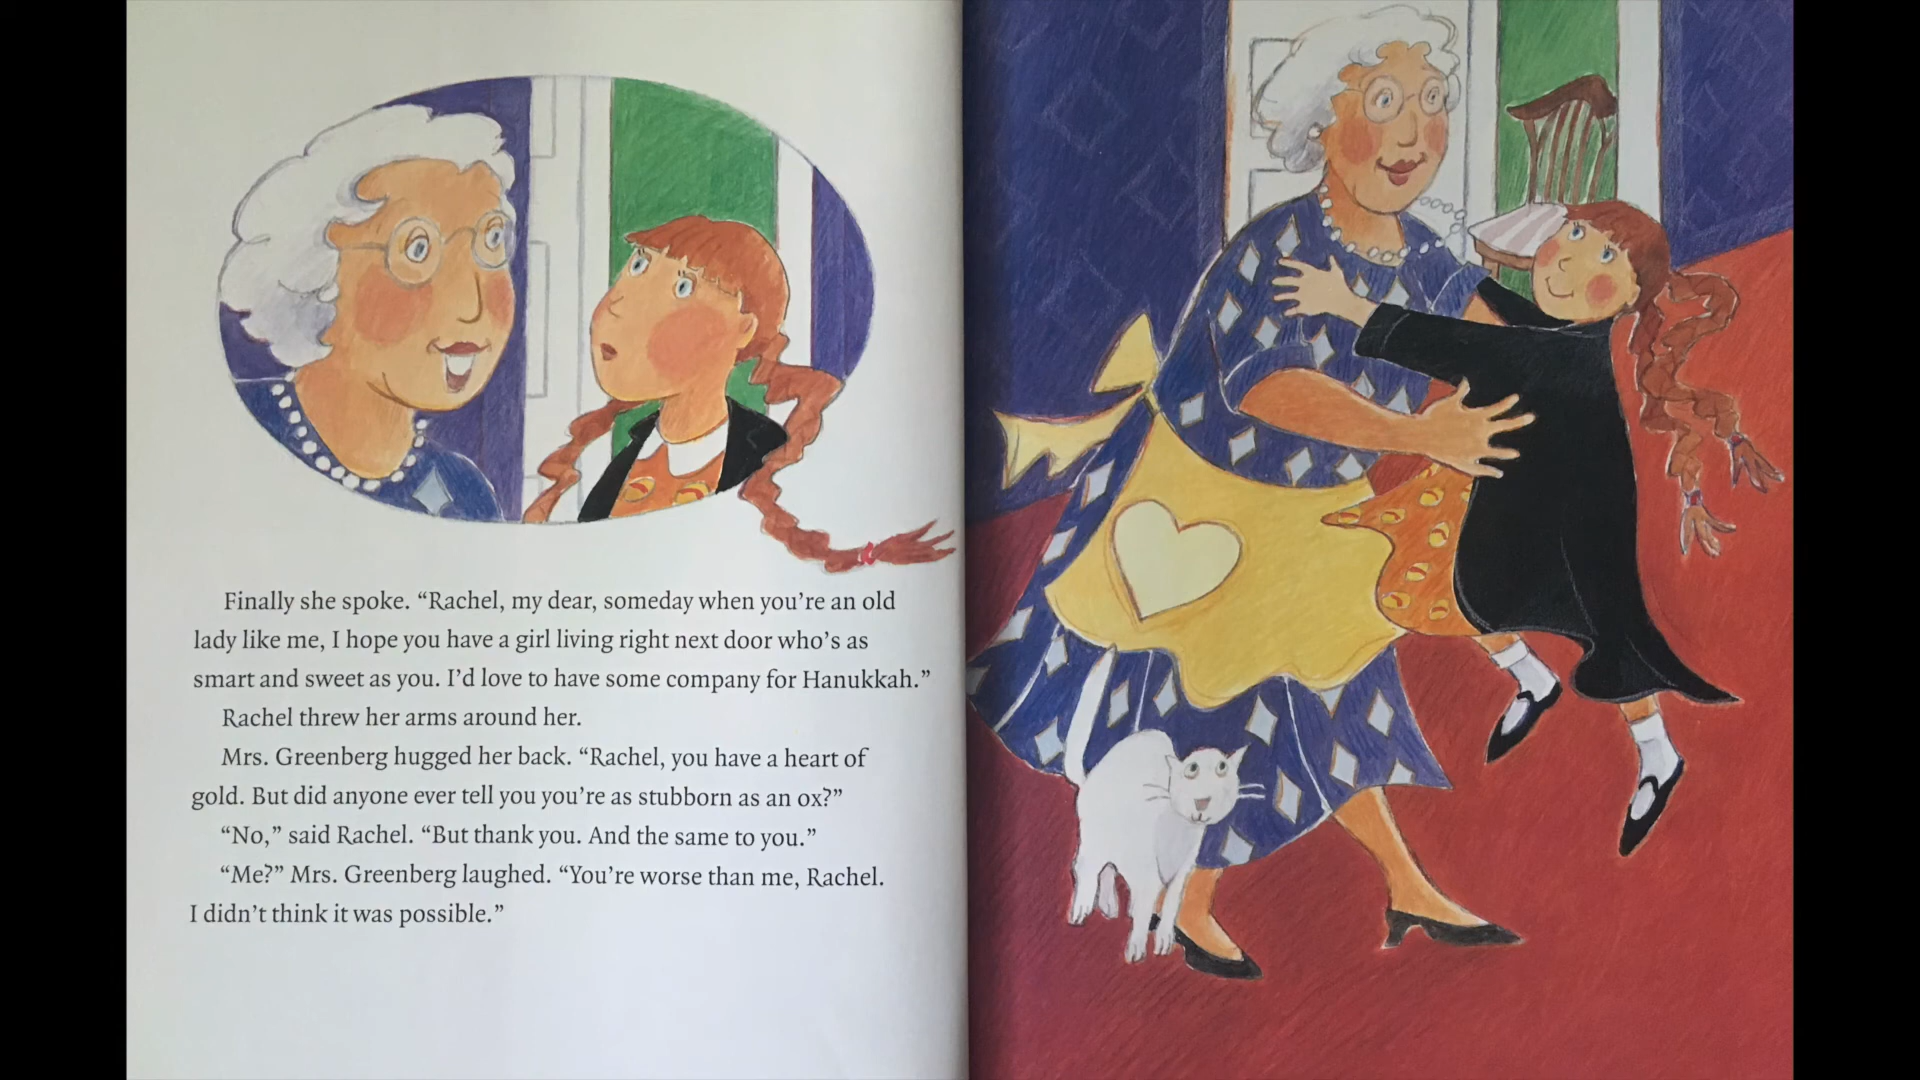 Finally she spoke. “Rachel, my dear, someday when you’re an old
lady like me, I hope you have a girl living right next door who’s as
smart and sweet as you. I’d love to have some company for Hanukkah.”
Rachel threw her arms around her.
Mrs. Greenberg hugged her back. “Rachel, you have a heart of
gold. But did anyone ever tell you you’re as stubborn as an ox?”
“No,” said Rachel. “But thank you. And the same to you.”
“Me?” Mrs. Greenberg laughed. “You’re worse than me, Rachel.
I didn’t think it was possible.”